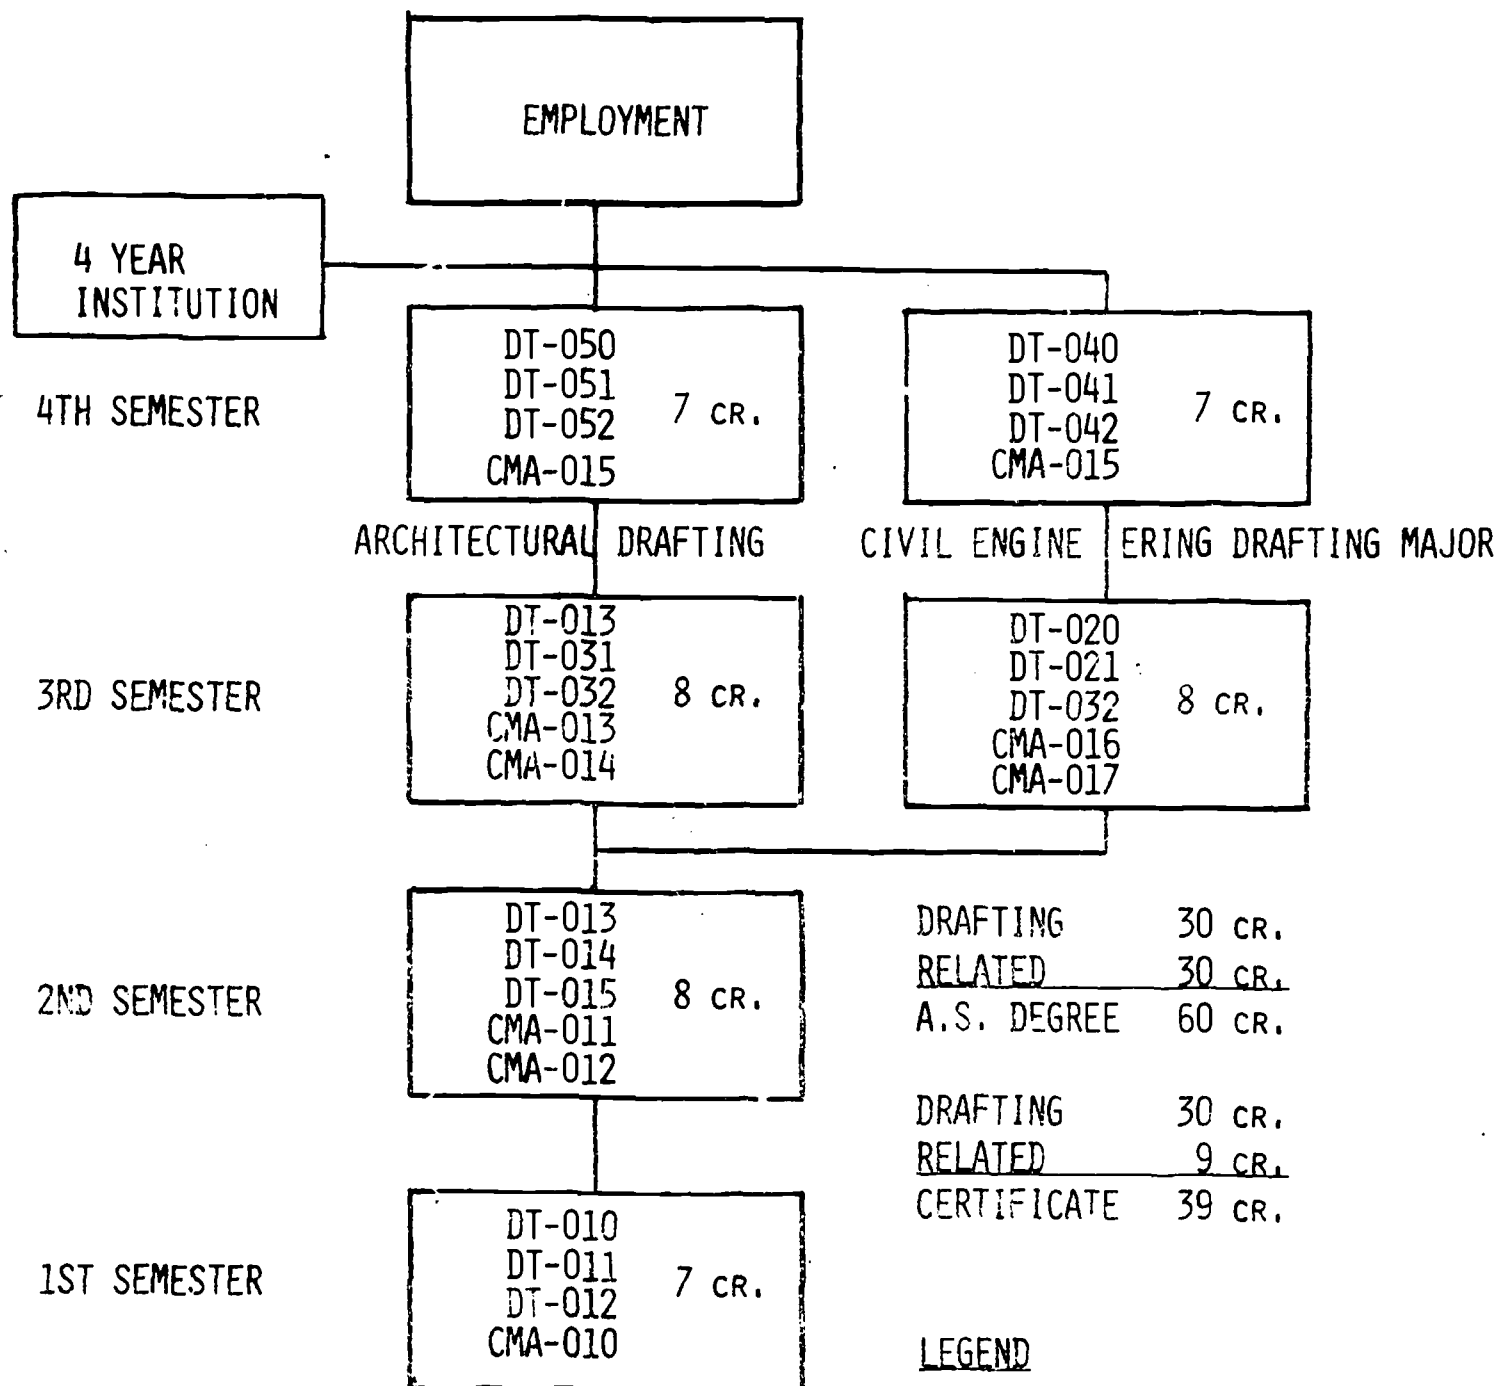 EMPLOYMENT
4 YEAR
INSTITUTION
4TH SEMESTER
DT-050
DT-051
DT-052
CMA-015
7 CR.
DT-040
DT-041
DT-042
CMA-015
7 CR.
ARCHITECTURAL DRAFTING
CIVIL ENGINEERING DRAFTING MAJOR
3RD SEMESTER
DT-013
DT-031
DT-032
CMA-013
CMA-014
8 CR.
DT-020
DT-021
DT-032
CMA-016
CMA-017
8 CR.
2ND SEMESTER
DT-013
DT-014
DT-015
CMA-011
CMA-012
8 CR.
DRAFTING 30 CR.
RELATED 30 CR.
A.S. DEGREE 60 CR.
DRAFTING 30 CR.
RELATED 9 CR.
CERTIFICATE 39 CR.
1ST SEMESTER
DT-010
DT-011
DT-012
CMA-010
7 CR.
LEGEND